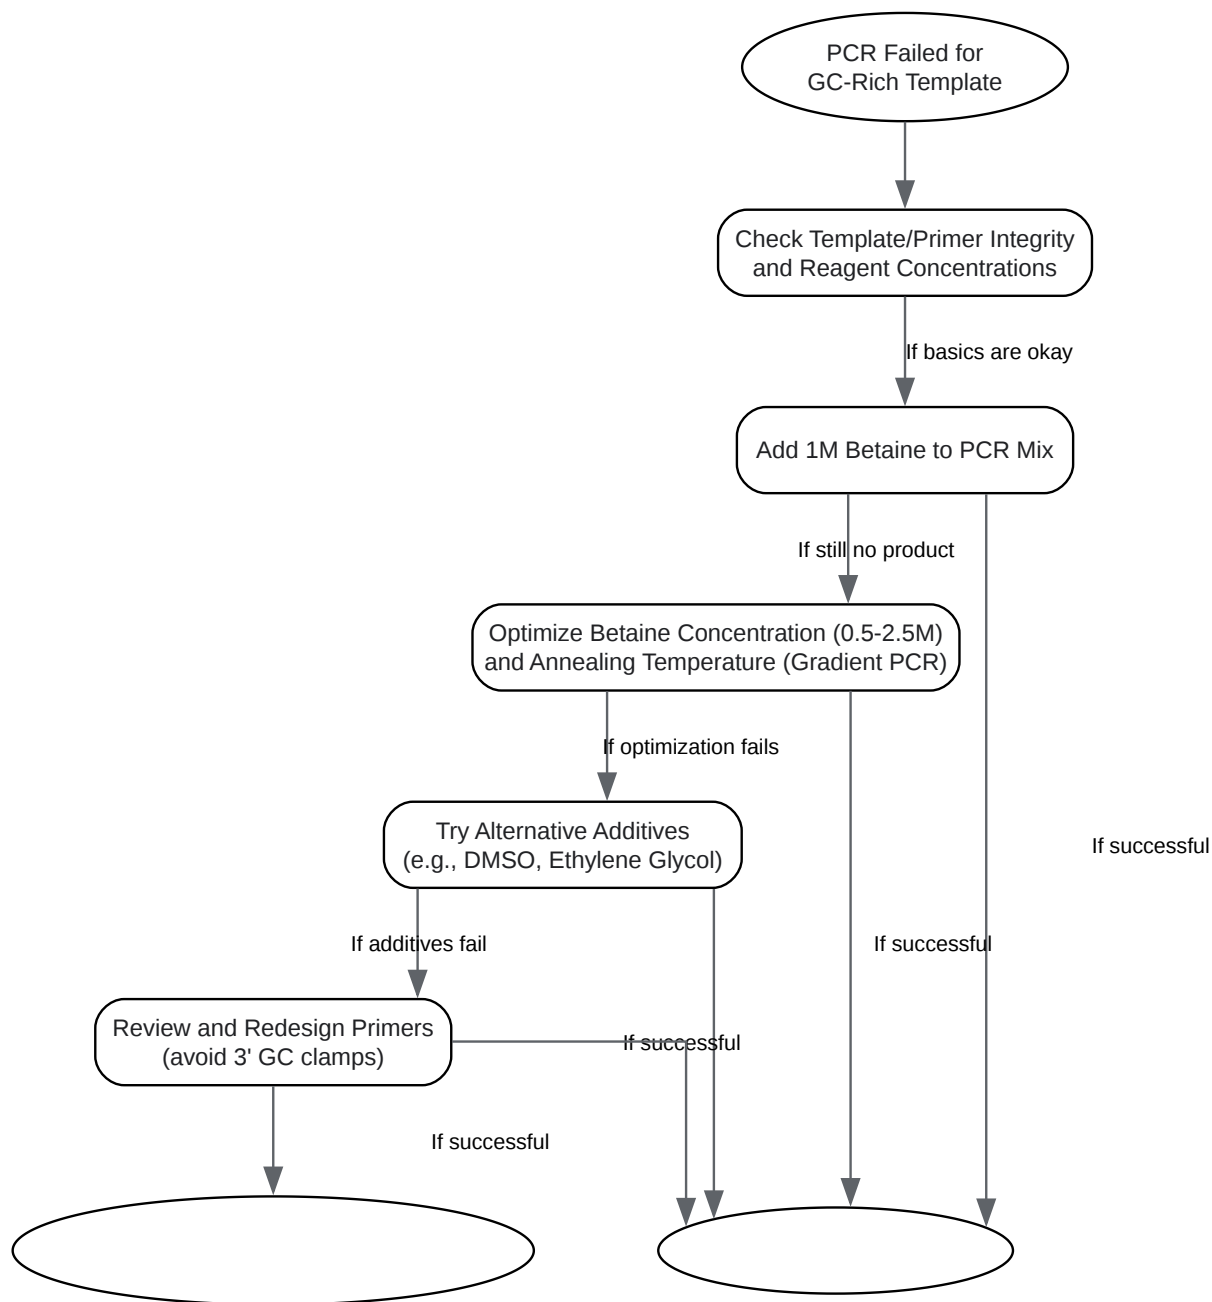 PCR Failed for
GC-Rich Template
Check Template/Primer Integrity
and Reagent Concentrations
If basics are okay
Add 1M Betaine to PCR Mix
If still no product
Optimize Betaine Concentration (0.5-2.5M)
and Annealing Temperature (Gradient PCR)
If optimization fails
Try Alternative Additives
(e.g., DMSO, Ethylene Glycol)
If successful
If additives fail
If successful
Review and Redesign Primers
(avoid 3' GC clamps)
If successful
If successful